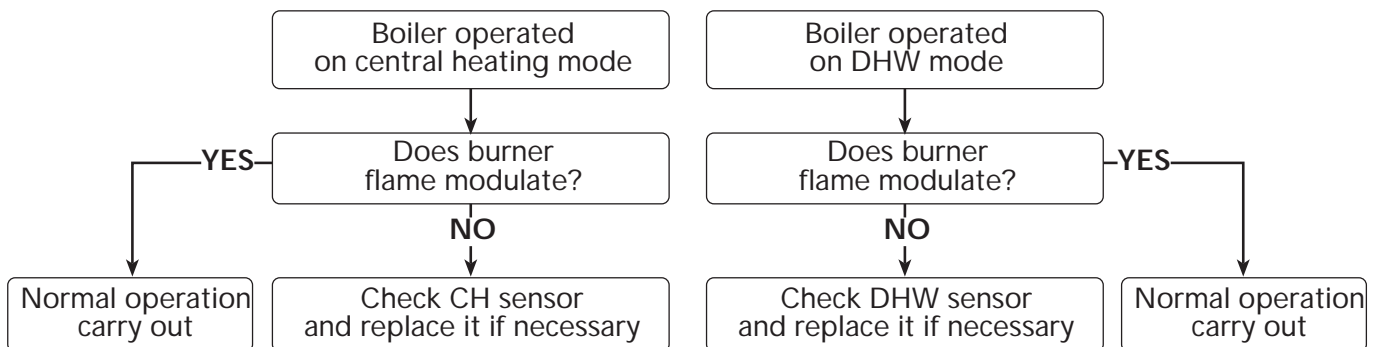 Boiler operated
on central heating mode
Boiler operated
on DHW mode
YES
Does burner
flame modulate?
Does burner
flame modulate?
YES
NO
NO
Normal operation
carry out
Check CH sensor
and replace it if necessary
Check DHW sensor
and replace it if necessary
Normal operation
carry out